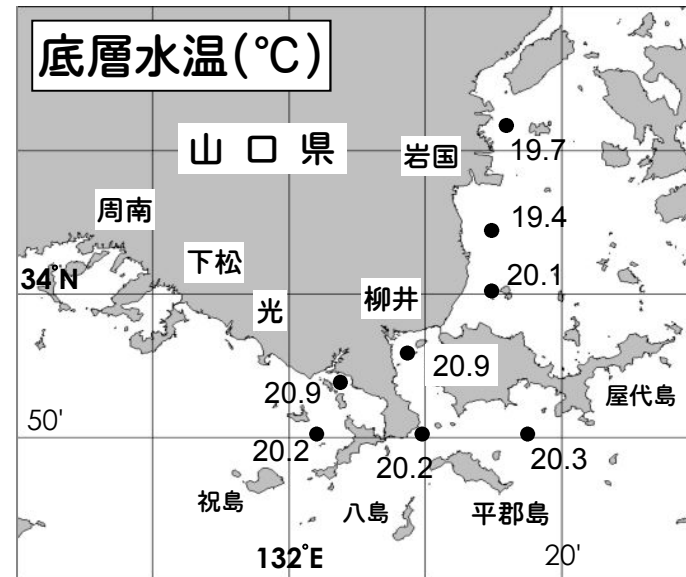 底層水温(℃)
山口県
岩国
19.7
周南
19.4
下松
34°N
20.1
光
柳井
20.9
20.9
屋代島
50'
20.2
20.2
20.3
祝島
八島
平郡島
132°E
20'